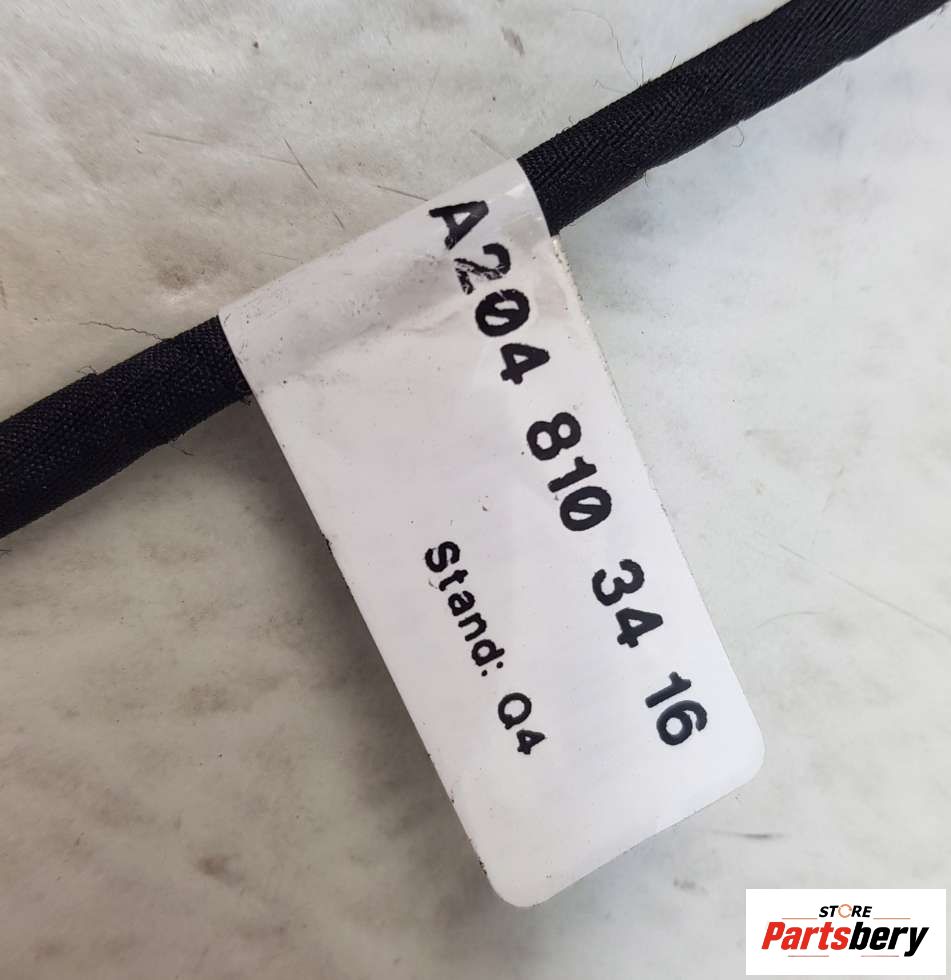 A204 810 34 16
Stand: Q4
STORE
Partsbery